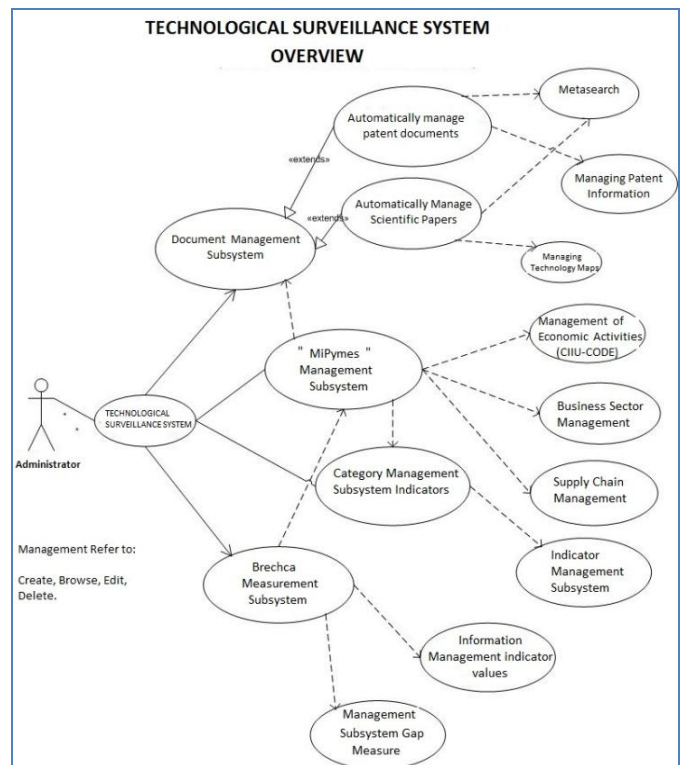 TECHNOLOGICAL SURVEILLANCE SYSTEM
OVERVIEW
Metasearch
Automatically manage
patent documents
«extends»
Managing Patent
Information
Automatically Manage
Scientific Papers
«extends»
Document Management
Subsystem
Managing
Technology Maps
" MiPymes "
Management
Subsystem
Management of
Economic Activities
(CIIU-CODE)
Business Sector
Management
TECHNOLOGICAL
SURVEILLANCE SYSTEM
Administrator
Category Management
Subsystem Indicators
Supply Chain
Management
Management Refer to:
Create, Browse, Edit,
Delete.
Brechca
Measurement
Subsystem
Indicator
Management
Subsystem
Information
Management indicator
values
Management
Subsystem Gap
Measure